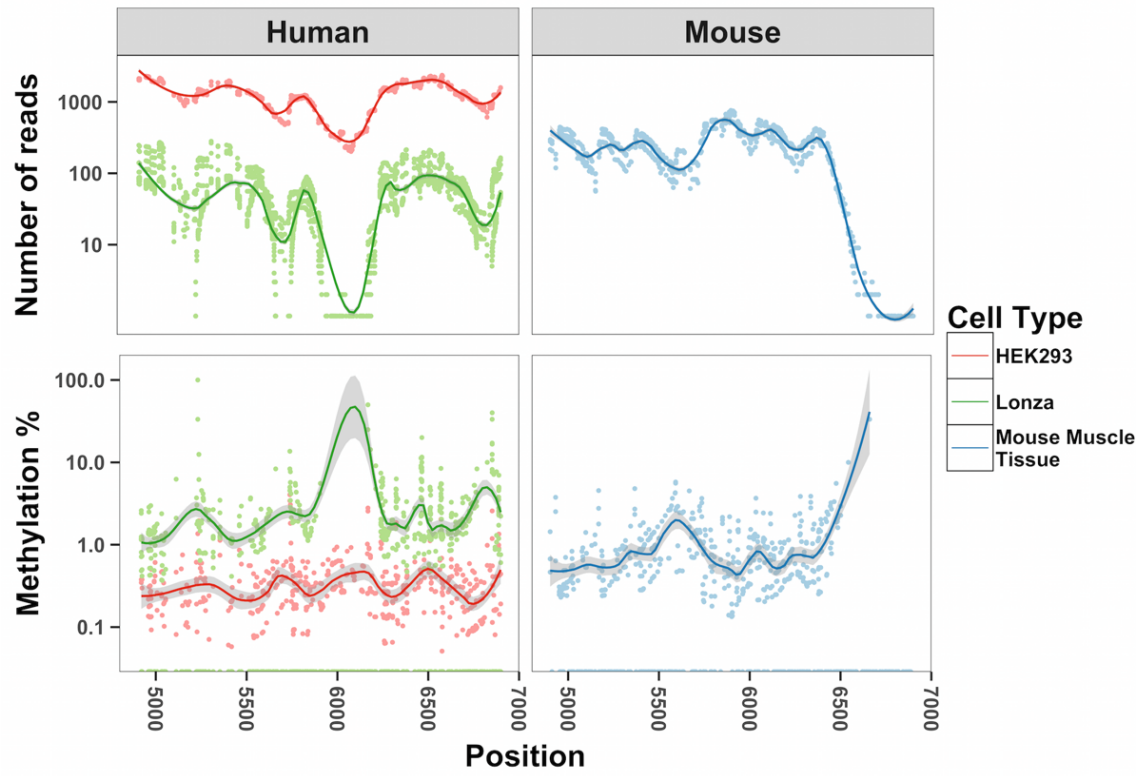 Human
Mouse
Number of reads
1000
100
10
Methylation %
100.0
10.0
1.0
0.1
5000
5500
6000
6500
7000
5000
5500
6000
6500
7000
Position
Cell Type
HEK293
Lonza
Mouse Muscle
Tissue